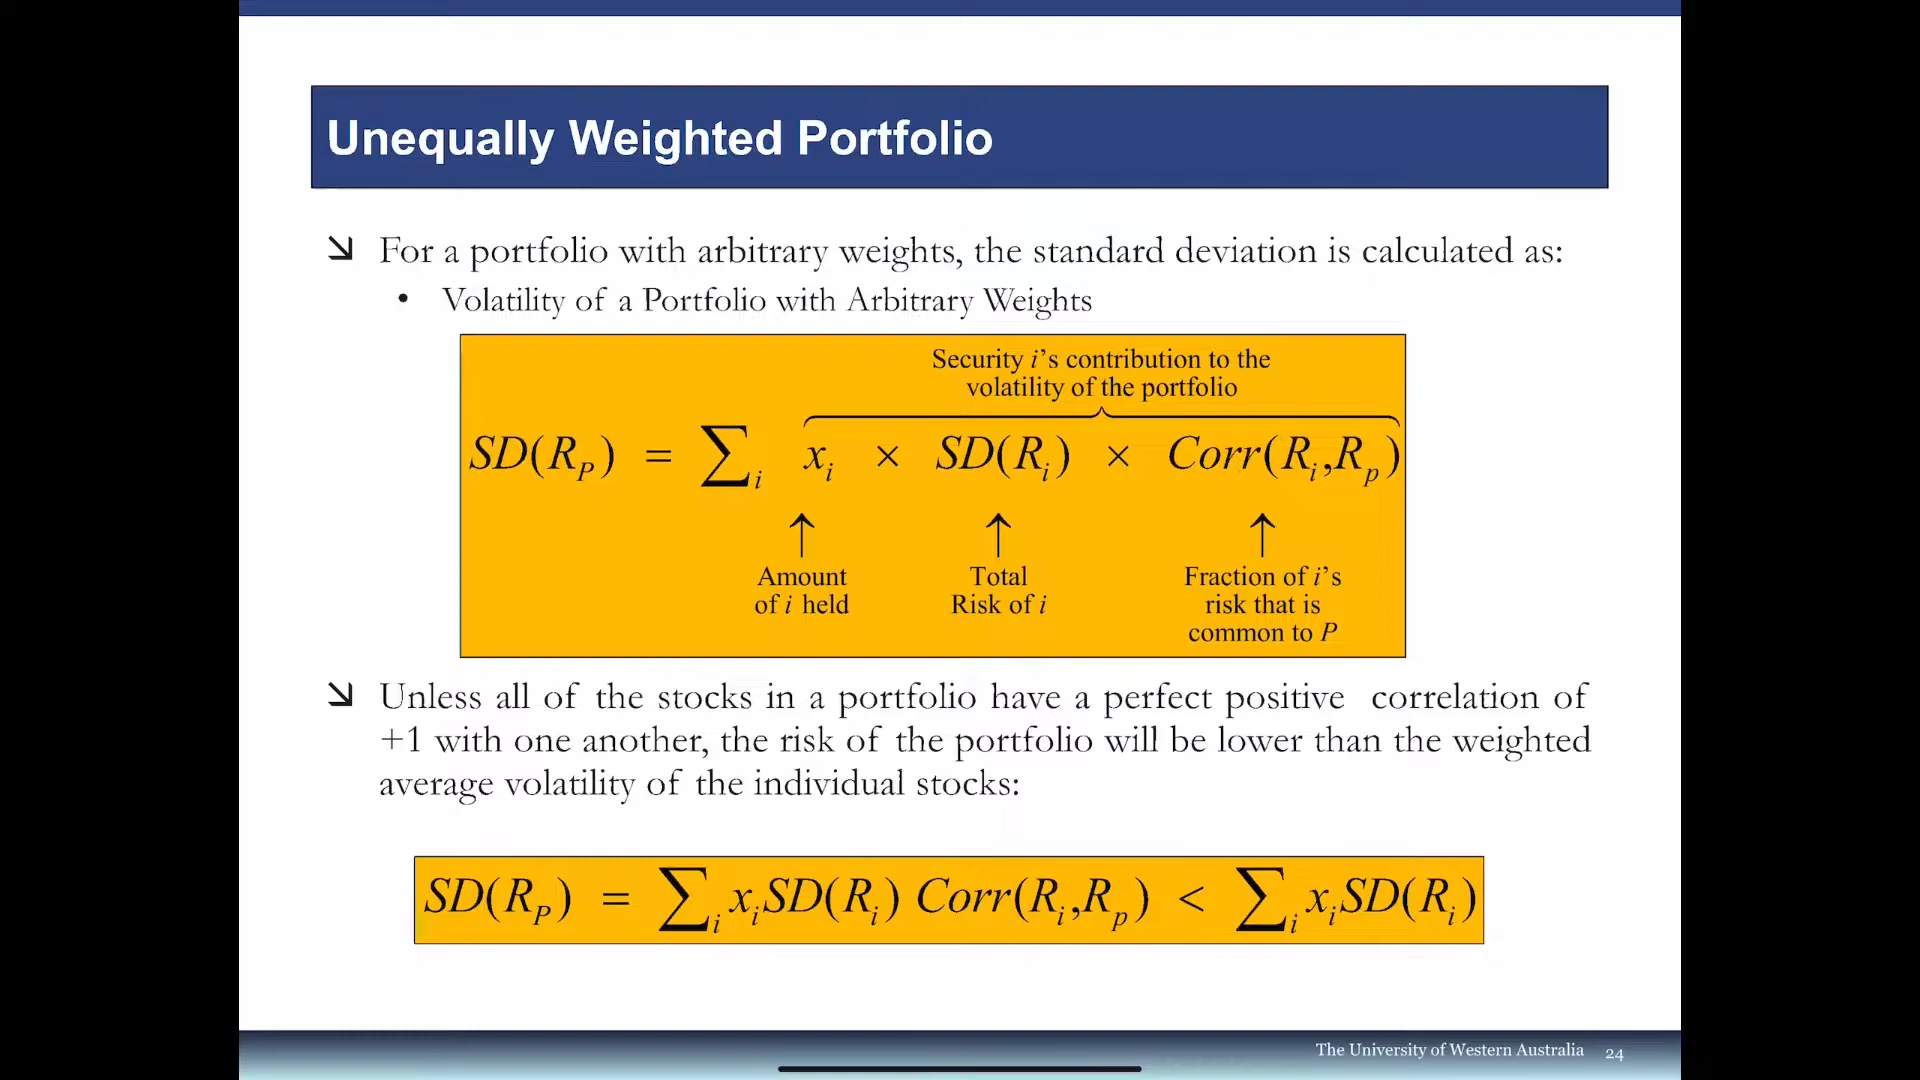 Unequally Weighted Portfolio
For a portfolio with arbitrary weights, the standard deviation is calculated as:
• Volatility of a Portfolio with Arbitrary Weights
Security i's contribution to the
volatility of the portfolio
SD(R_P) = ∑_i x_i × SD(R_i) × Corr(R_i,R_p)
↑ ↑ ↑
Amount Total Fraction of i's
of i held Risk of i risk that is
common to P
Unless all of the stocks in a portfolio have a perfect positive correlation of
+1 with one another, the risk of the portfolio will be lower than the weighted
average volatility of the individual stocks:
SD(R_P) = ∑_i x_i SD(R_i) Corr(R_i,R_p) < ∑_i x_i SD(R_i)
The University of Western Australia 24